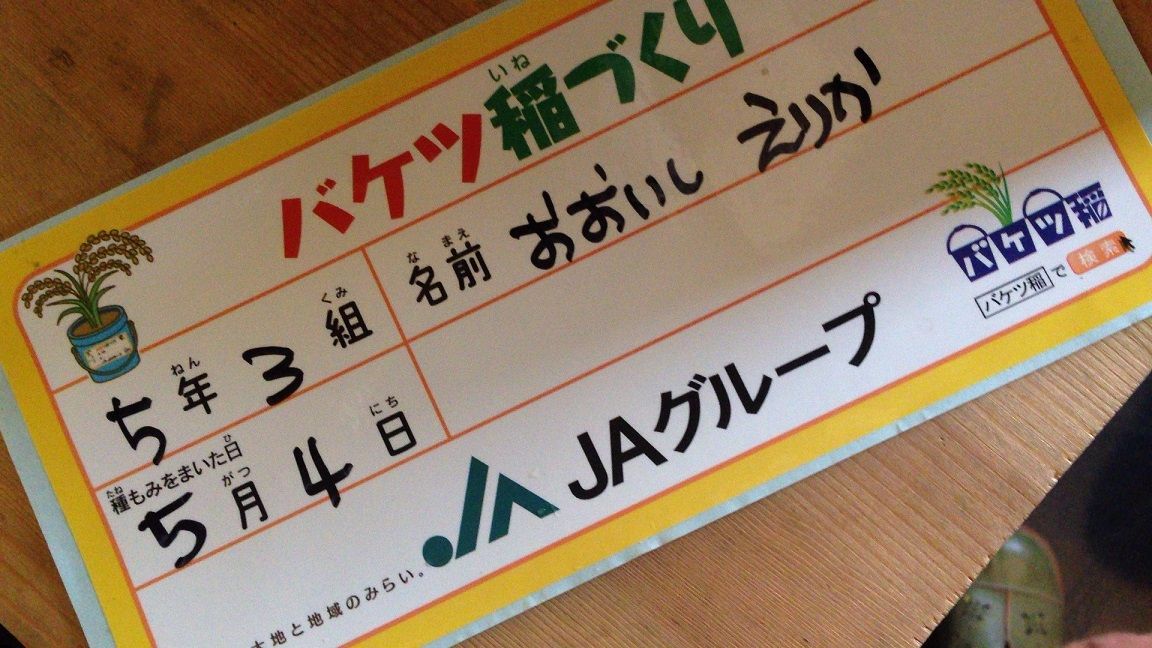 バケツ稲づくり
いね
5年3組
ねん くみ
名前 おおいし えりか
な まえ
種もみをまいた日
たね ひ
5月4日
がつ にち
JAグループ
バケツ稲
バケツ稲で検索
土地と地域のみらい。